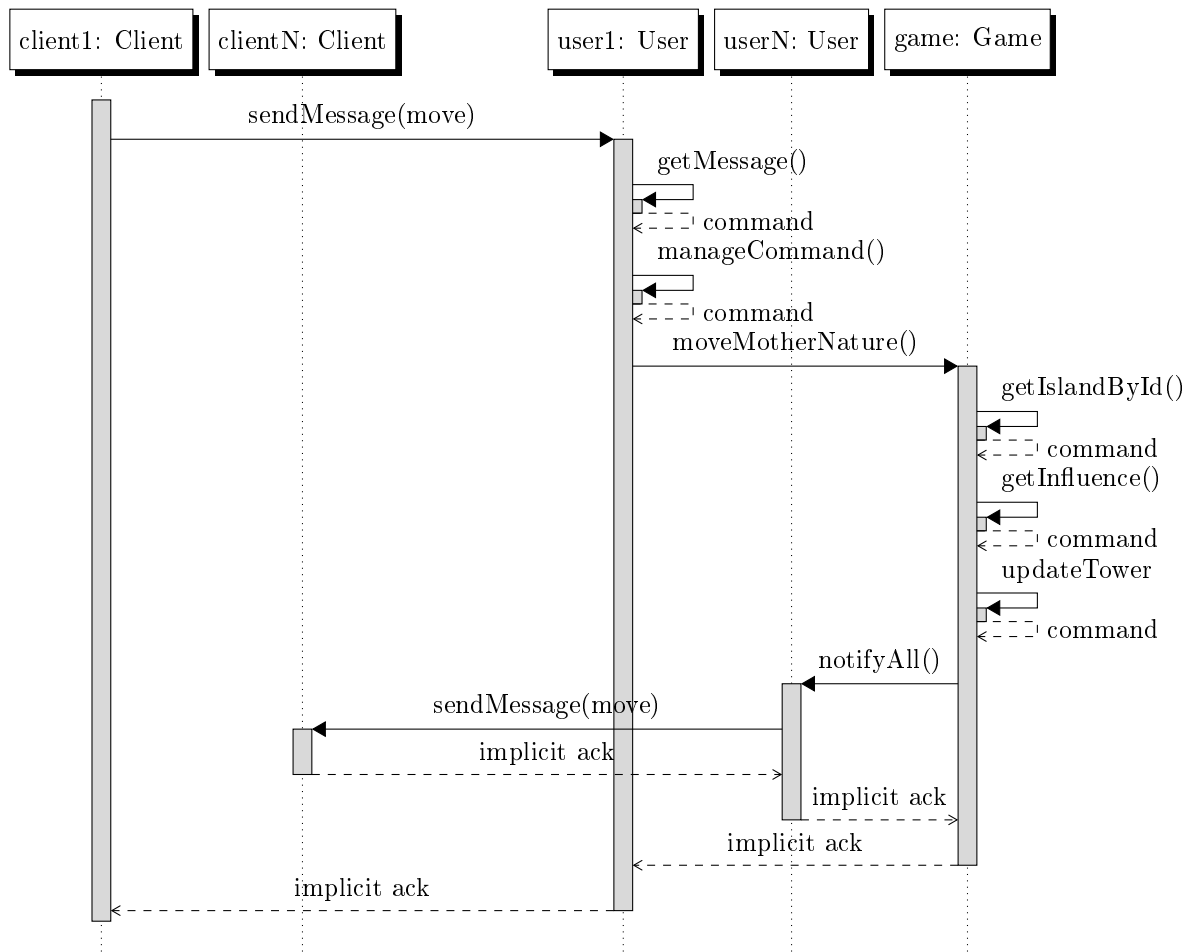 client1: Client
clientN: Client
user1: User
userN: User
game: Game
sendMessage(move)
getMessage()
command
manageCommand()
command
moveMotherNature()
getIslandById()
command
getInfluence()
command
updateTower
command
notifyAll()
sendMessage(move)
implicit ack
implicit ack
implicit ack
implicit ack